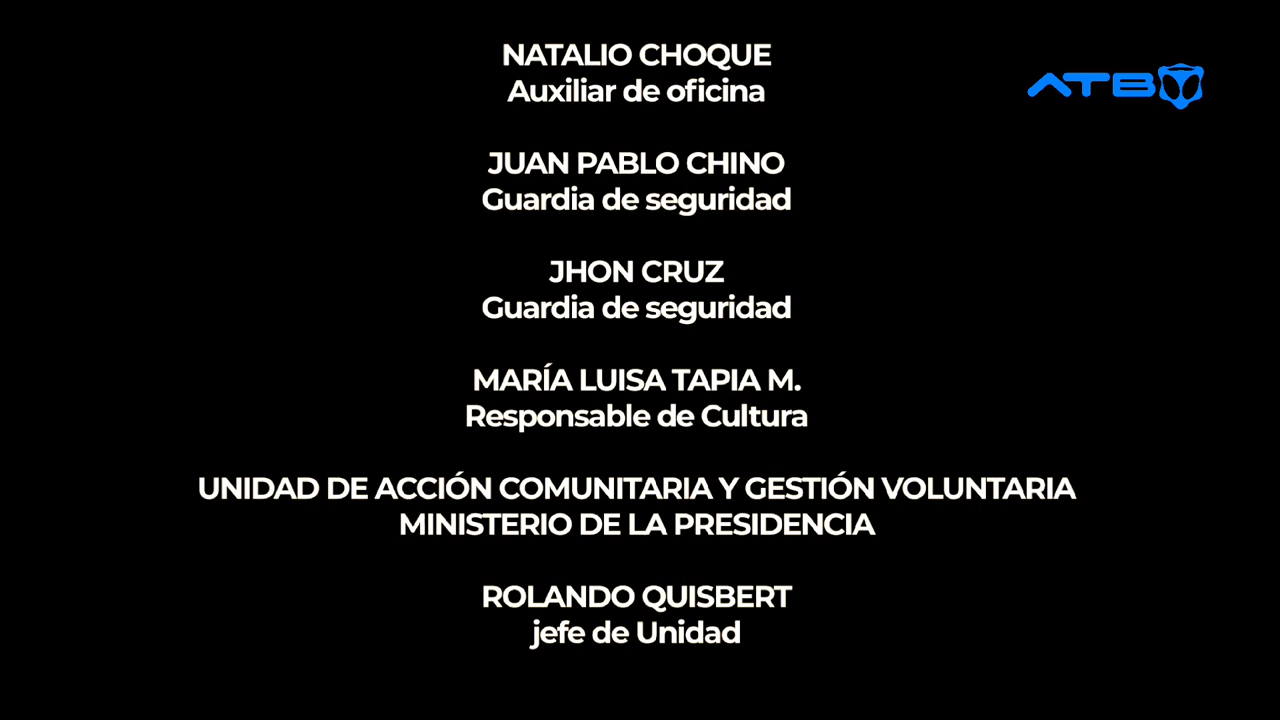 NATALIO CHOQUE
Auxiliar de oficina
ATB
JUAN PABLO CHINO
Guardia de seguridad
JHON CRUZ
Guardia de seguridad
MARÍA LUISA TAPIA M.
Responsable de Cultura
UNIDAD DE ACCIÓN COMUNITARIA Y GESTIÓN VOLUNTARIA
MINISTERIO DE LA PRESIDENCIA
ROLANDO QUISBERT
jefe de Unidad